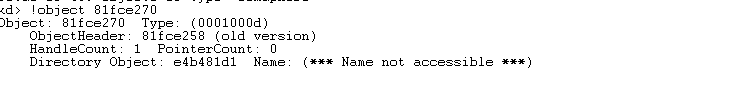 kd> !object 81fce270
Object: 81fce270 Type: (0001000d)
ObjectHeader: 81fce258 (old version)
HandleCount: 1 PointerCount: 0
Directory Object: e4b481d1 Name: (*** Name not accessible ***)